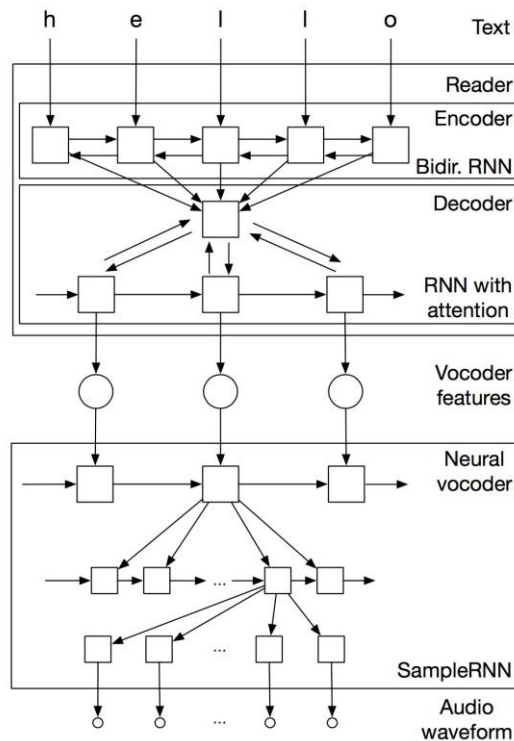 h e l l o Text
Reader
Encoder
Bidir. RNN
Decoder
RNN with
attention
Vocoder
features
Neural
vocoder
...
...
SampleRNN
Audio
...
waveform